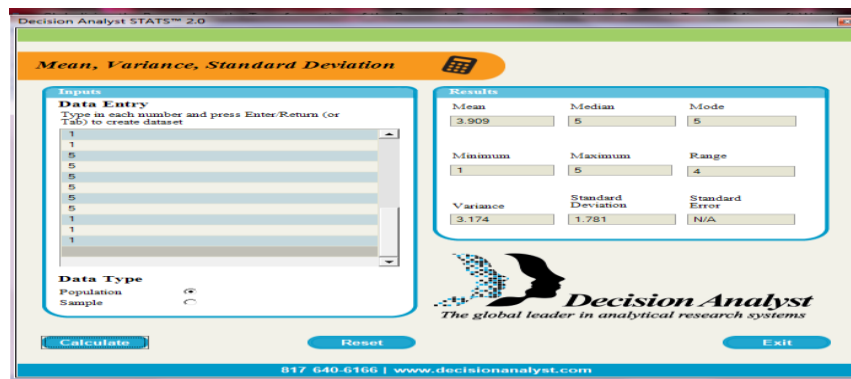 Decision Analyst STATS™ 2.0
Mean, Variance, Standard Deviation
Inputs
Data Entry
Type in each number and press Enter/Return (or
Tab) to create dataset
1
1
5
5
5
5
5
5
1
1
1
Data Type
Population
Sample
Results
Mean Median Mode
3.909 5 5
Minimum Maximum Range
1 5 4
Variance Standard Deviation Standard Error
3.174 1.781 N/A
Decision Analyst
The global leader in analytical research systems
Calculate Reset Exit
817 640-6166 | www.decisionanalyst.com